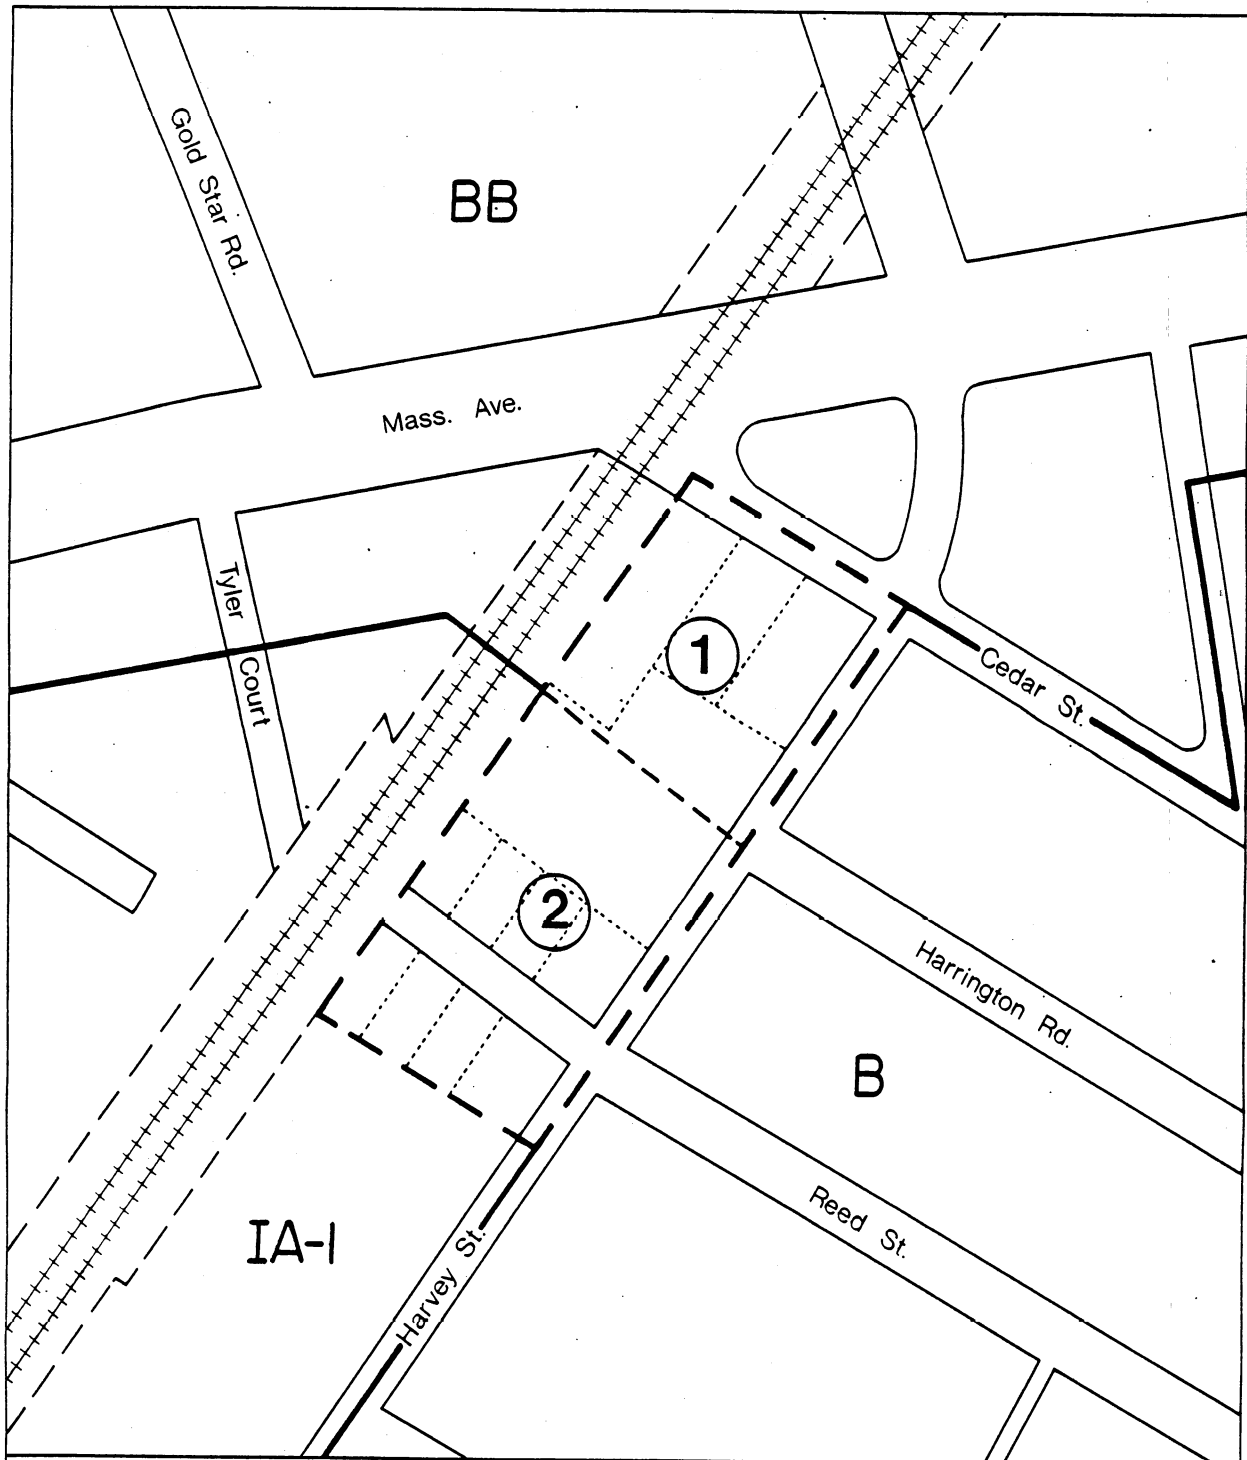 Gold Star Rd.
BB
Mass. Ave.
Tyler Court
1
Cedar St.
2
Harrington Rd.
B
Reed St.
IA-1
Harvey St.